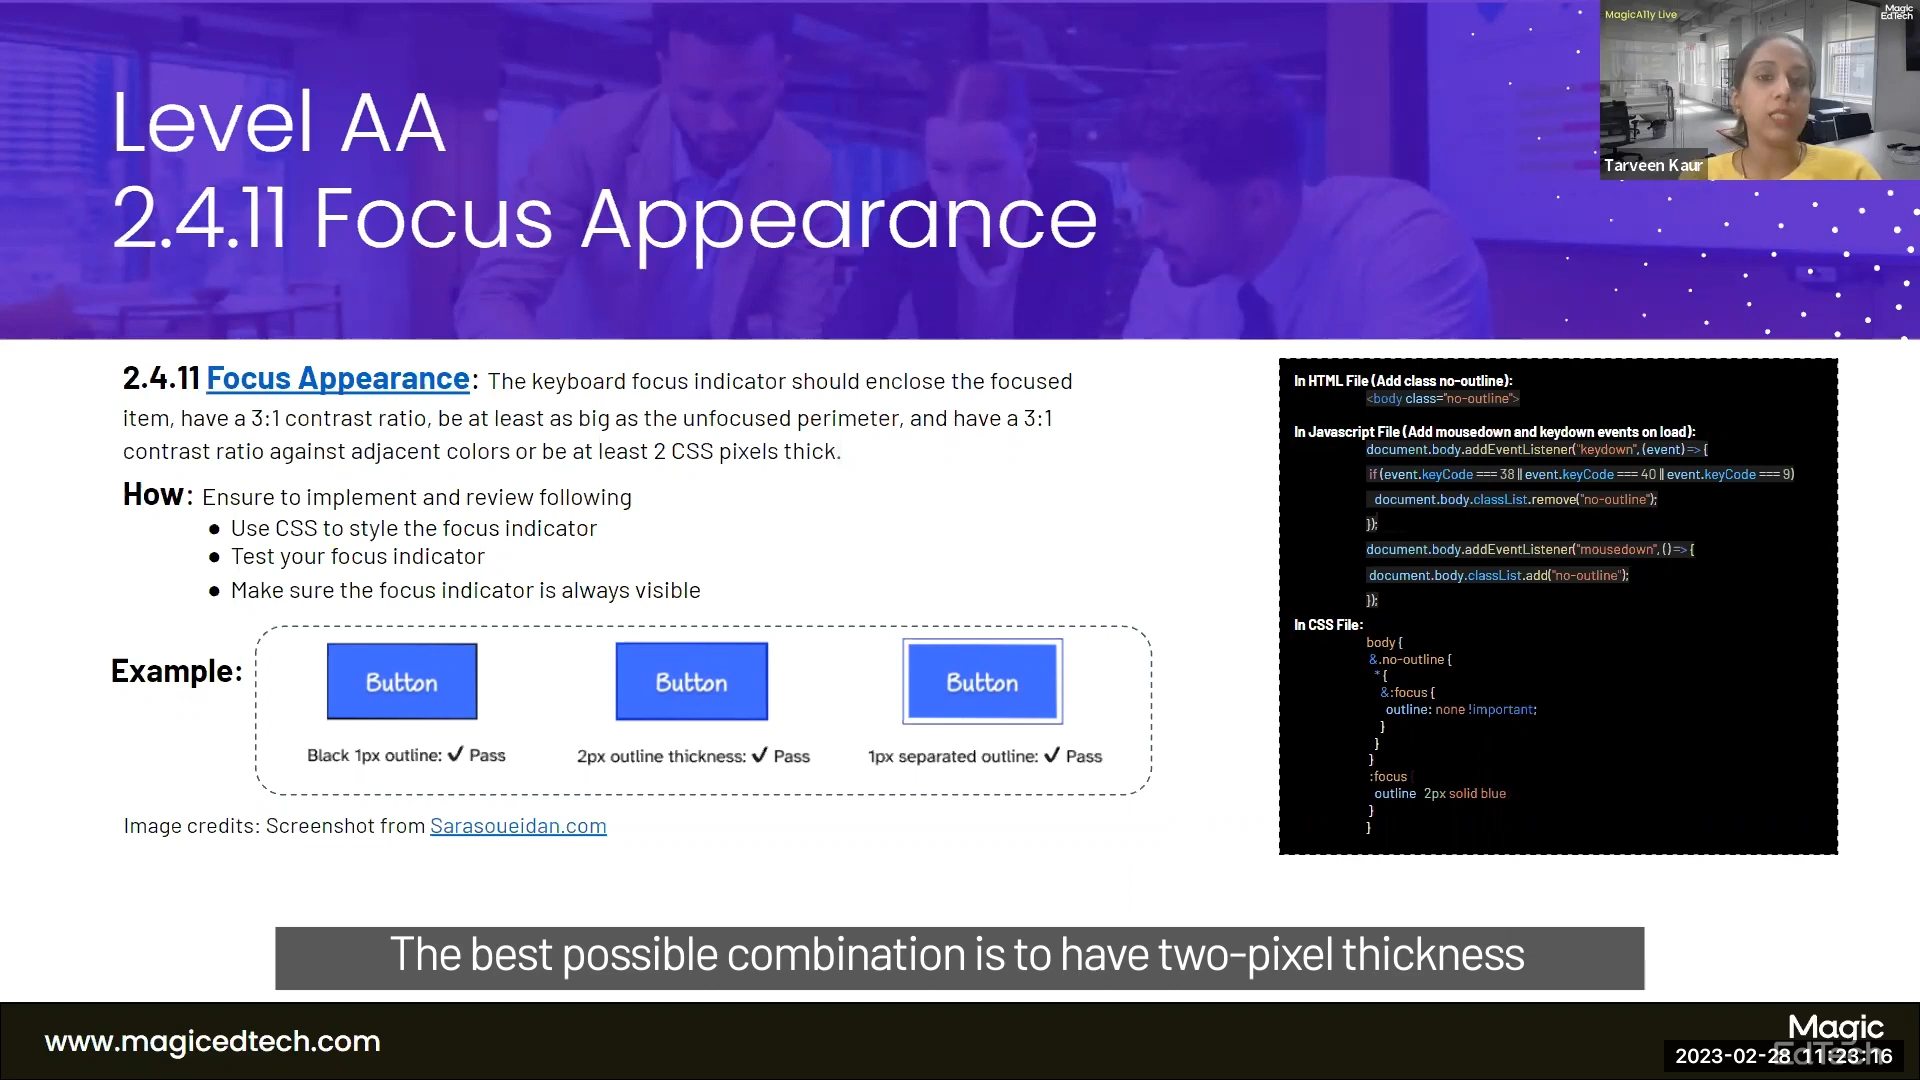 MagicA11y Live
Magic
EdTech
Tarveen Kaur
Level AA
2.4.11 Focus Appearance
2.4.11 Focus Appearance: The keyboard focus indicator should enclose the focused
item, have a 3:1 contrast ratio, be at least as big as the unfocused perimeter, and have a 3:1
contrast ratio against adjacent colors or be at least 2 CSS pixels thick.
How: Ensure to implement and review following
● Use CSS to style the focus indicator
● Test your focus indicator
● Make sure the focus indicator is always visible
Example:
Button
Button
Button
Black 1px outline: ✓ Pass
2px outline thickness: ✓ Pass
1px separated outline: ✓ Pass
Image credits: Screenshot from Sarasoueidan.com
In HTML File (Add class no-outline):
<body class="no-outline">
In Javascript File (Add mousedown and keydown events on load):
document.body.addEventListener("keydown", (event) => {
if (event.keyCode === 38 || event.keyCode === 40 || event.keyCode === 9)
document.body.classList.remove("no-outline");
});
document.body.addEventListener("mousedown", () => {
document.body.classList.add("no-outline");
});
In CSS File:
body {
&.no-outline {
* {
&:focus {
outline: none !important;
}
}
}
:focus
outline 2px solid blue
}
}
The best possible combination is to have two-pixel thickness
www.magicedtech.com
Magic
EdTech
2023-02-28 11:23:16